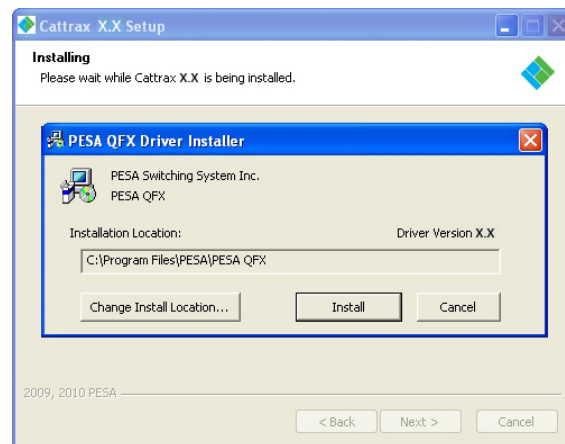 Cattrax X.X Setup
Installing
Please wait while Cattrax X.X is being installed.
PESA QFX Driver Installer
PESA Switching System Inc.
PESA QFX
Installation Location: Driver Version X.X
C:\Program Files\PESA\PESA QFX
Change Install Location... Install Cancel
2009, 2010 PESA
< Back Next > Cancel